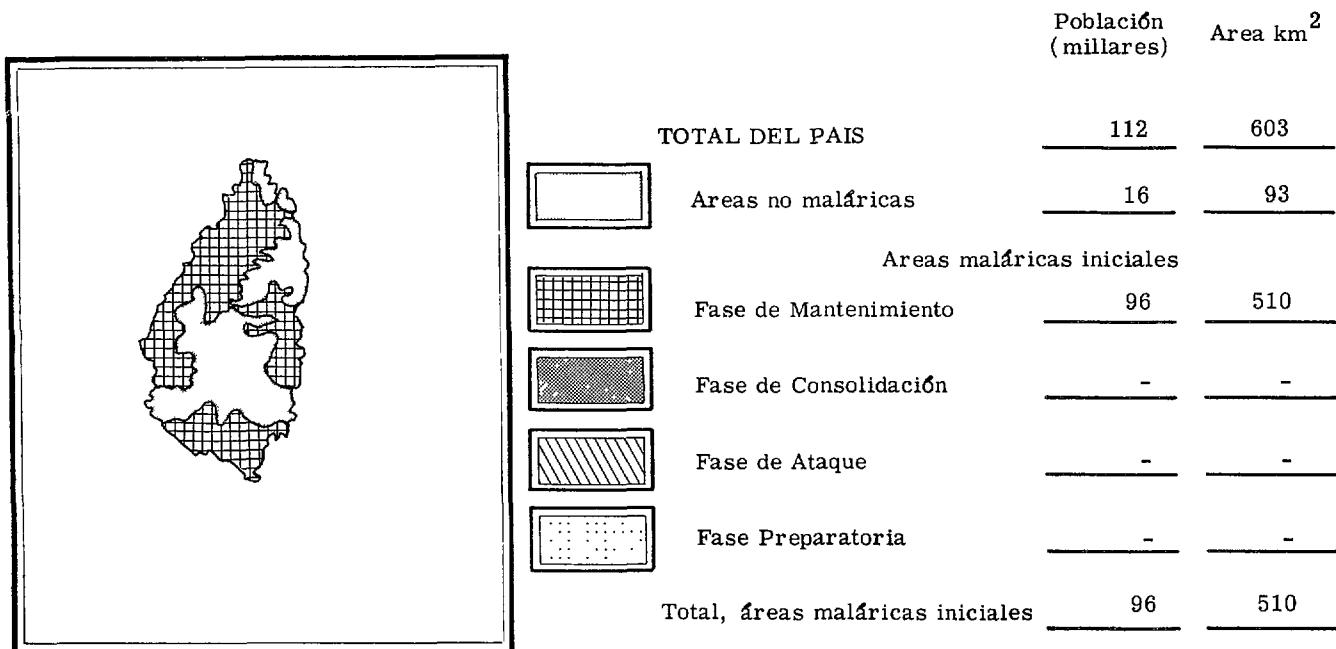 Población Area km²
(millares)
TOTAL DEL PAIS 112 603
Areas no maláricas 16 93
Areas maláricas iniciales
Fase de Mantenimiento 96 510
Fase de Consolidación - -
Fase de Ataque - -
Fase Preparatoria - -
Total, áreas maláricas iniciales 96 510